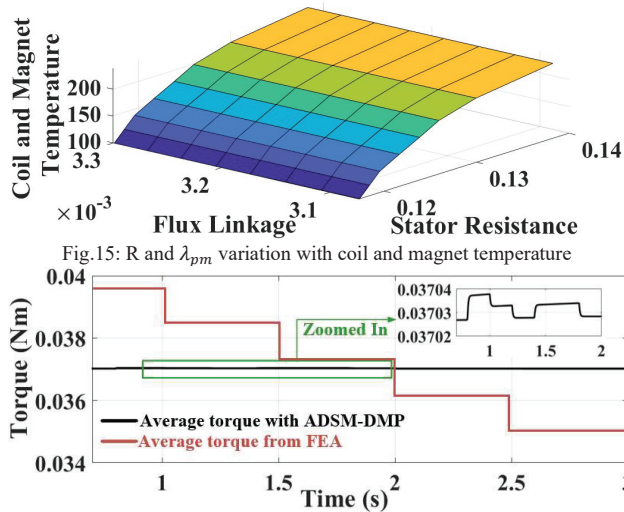 Coil and Magnet
Temperature
200
150
100
3.3
3.2
3.1
×10⁻³
Flux Linkage
0.12
0.13
0.14
Stator Resistance
Fig.15: R and λ_pm variation with coil and magnet temperature
0.04
0.038
0.036
0.034
Torque (Nm)
Zoomed In
0.03704
0.03703
0.03702
1
1.5
2
Average torque with ADSM-DMP
Average torque from FEA
1
1.5
2
2.5
3
Time (s)